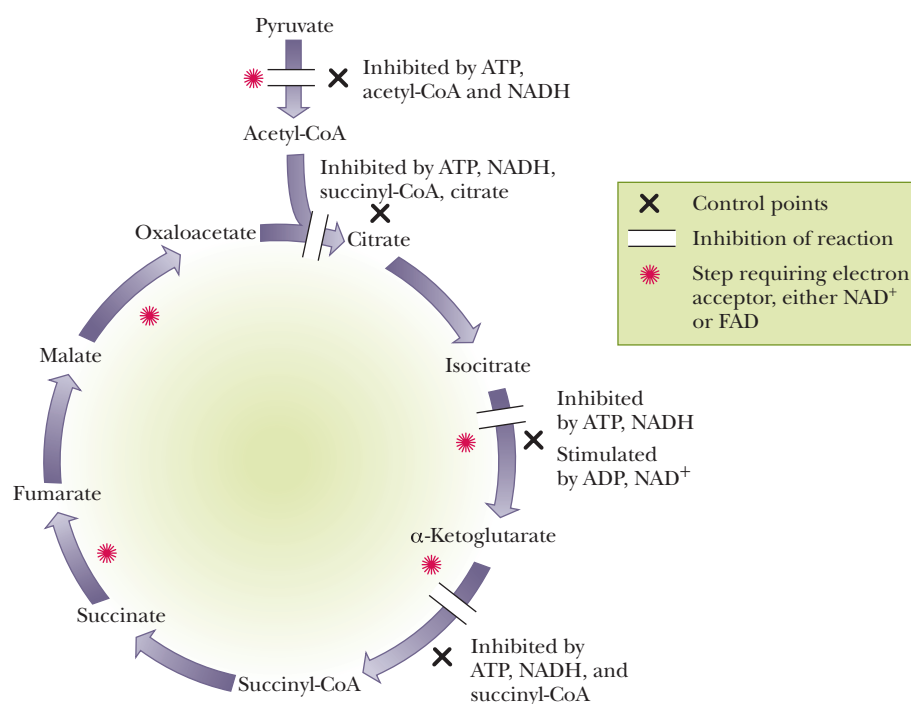 Pyruvate
Inhibited by ATP,
acetyl-CoA and NADH
Acetyl-CoA
Inhibited by ATP, NADH,
succinyl-CoA, citrate
Oxaloacetate
Citrate
Control points
Inhibition of reaction
Step requiring electron
acceptor, either NAD⁺
or FAD
Malate
Isocitrate
Inhibited
by ATP, NADH
Stimulated
by ADP, NAD⁺
Fumarate
α-Ketoglutarate
Succinate
Inhibited by
ATP, NADH, and
succinyl-CoA
Succinyl-CoA